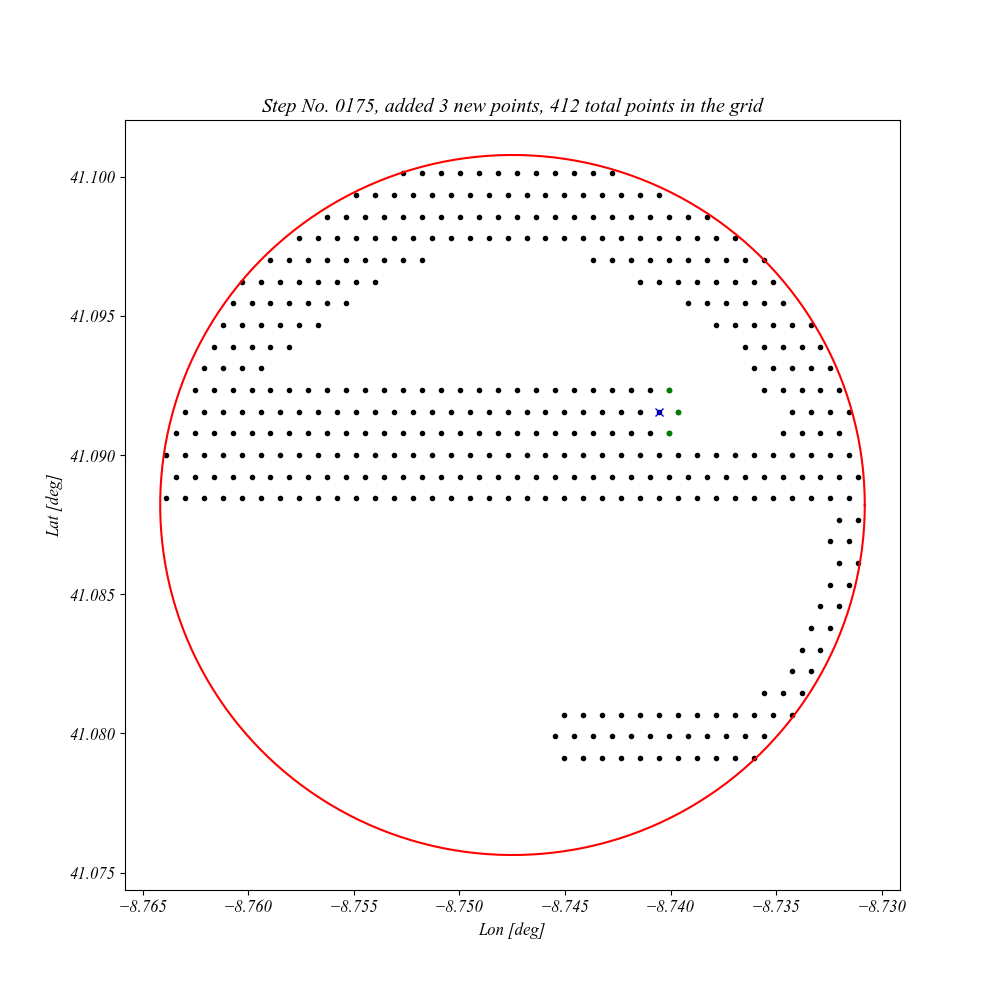 Step No. 0175, added 3 new points, 412 total points in the grid
41.100
41.095
41.090
41.085
41.080
41.075
Lat [deg]
−8.765 −8.760 −8.755 −8.750 −8.745 −8.740 −8.735 −8.730
Lon [deg]